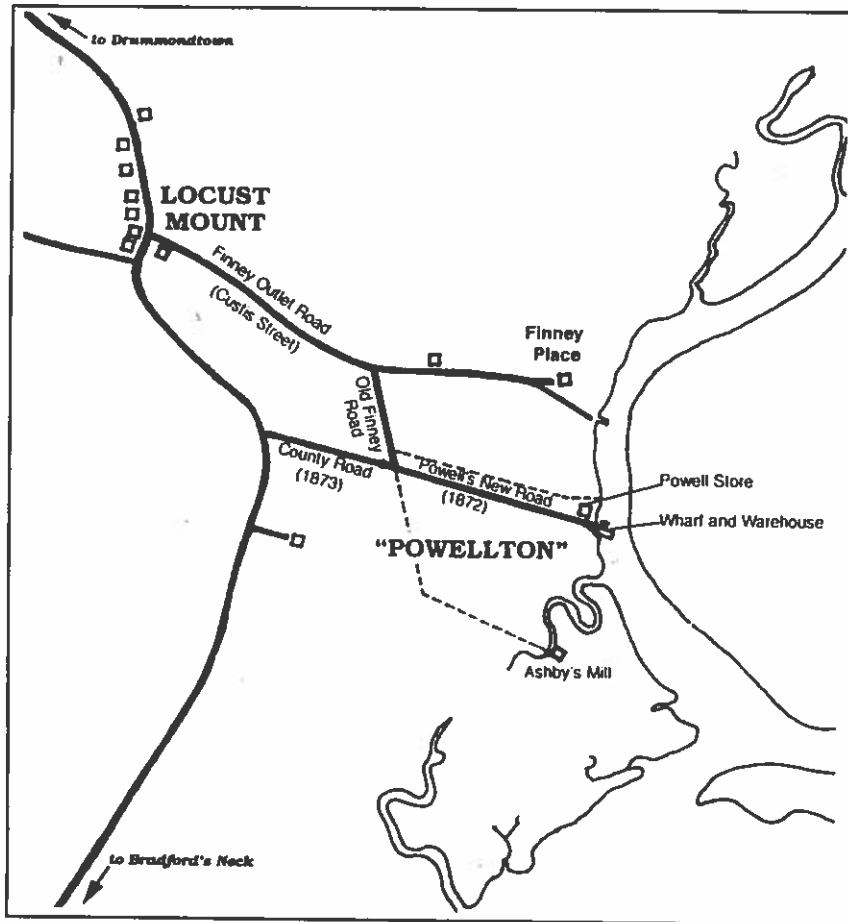 to Drummondtown
LOCUST
MOUNT
Finney Outlet Road
(Custis Street)
Finney
Place
Old Finney
Road
County Road
(1873)
Powell's New Road
(1872)
Powell Store
Wharf and Warehouse
"POWELLTON"
Ashby's Mill
to Bradford's Neck